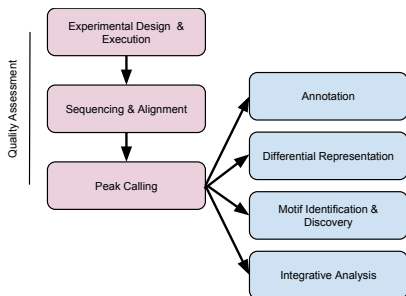 Quality Assessment
Experimental Design &
Execution
Sequencing & Alignment
Peak Calling
Annotation
Differential Representation
Motif Identification &
Discovery
Integrative Analysis